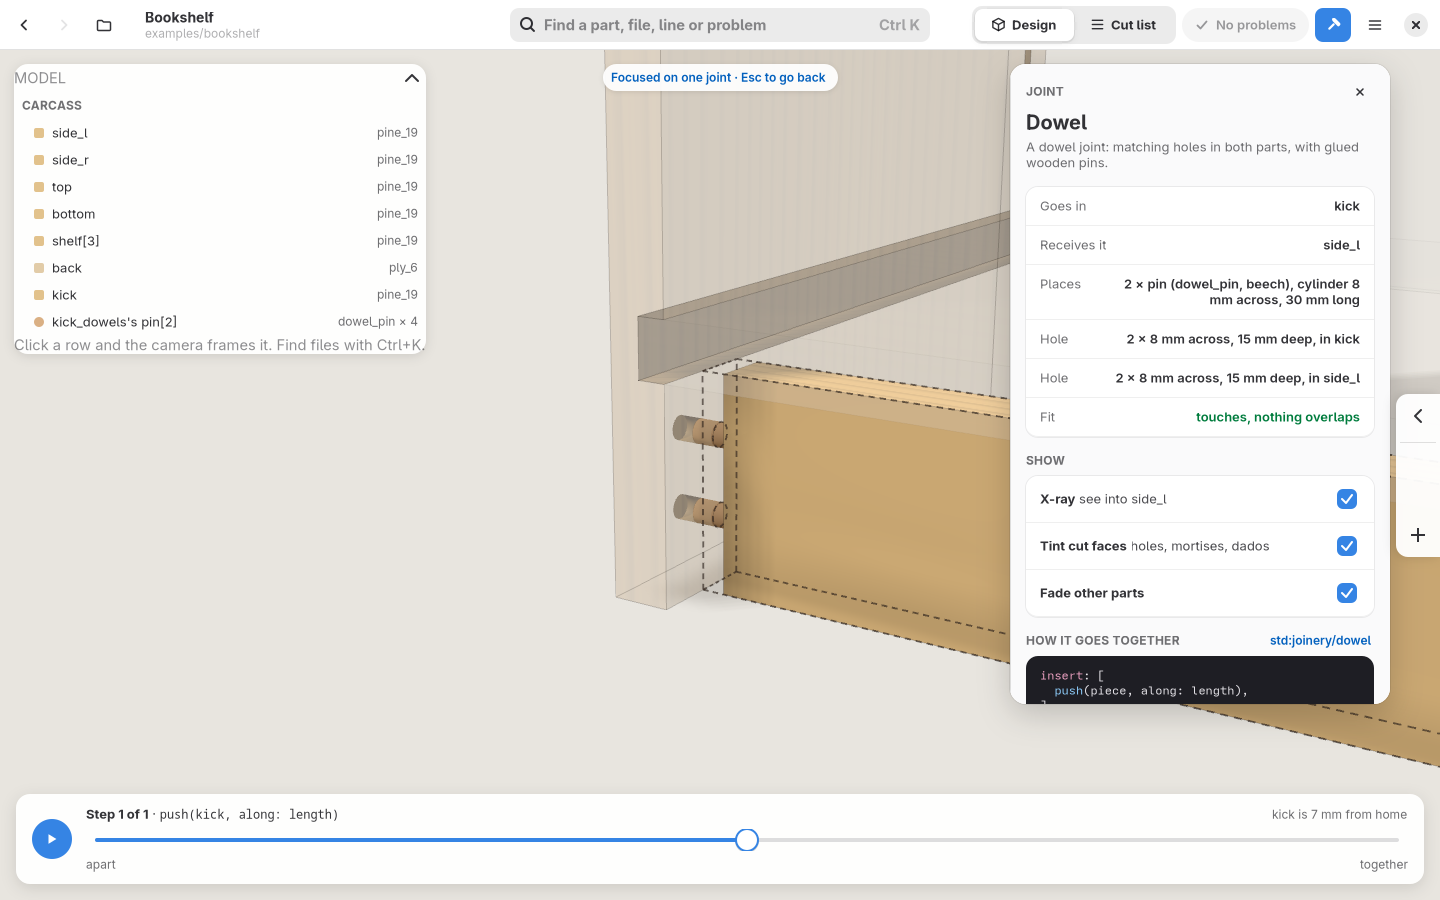 Bookshelf
examples/bookshelf
Find a part, file, line or problem
Ctrl K
Design
Cut list
No problems
MODEL
CARCASS
side_l pine_19
side_r pine_19
top pine_19
bottom pine_19
shelf[3] pine_19
back ply_6
kick pine_19
kick_dowels's pin[2] dowel_pin × 4
Click a row and the camera frames it. Find files with Ctrl+K.
Focused on one joint · Esc to go back
JOINT
Dowel
A dowel joint: matching holes in both parts, with glued
wooden pins.
Goes in kick
Receives it side_l
Places 2 × pin (dowel_pin, beech), cylinder 8
mm across, 30 mm long
Hole 2 × 8 mm across, 15 mm deep, in kick
Hole 2 × 8 mm across, 15 mm deep, in side_l
Fit touches, nothing overlaps
SHOW
X-ray see into side_l
Tint cut faces holes, mortises, dados
Fade other parts
HOW IT GOES TOGETHER std:joinery/dowel
insert: [
push(piece, along: length),
Step 1 of 1 · push(kick, along: length)
kick is 7 mm from home
apart
together